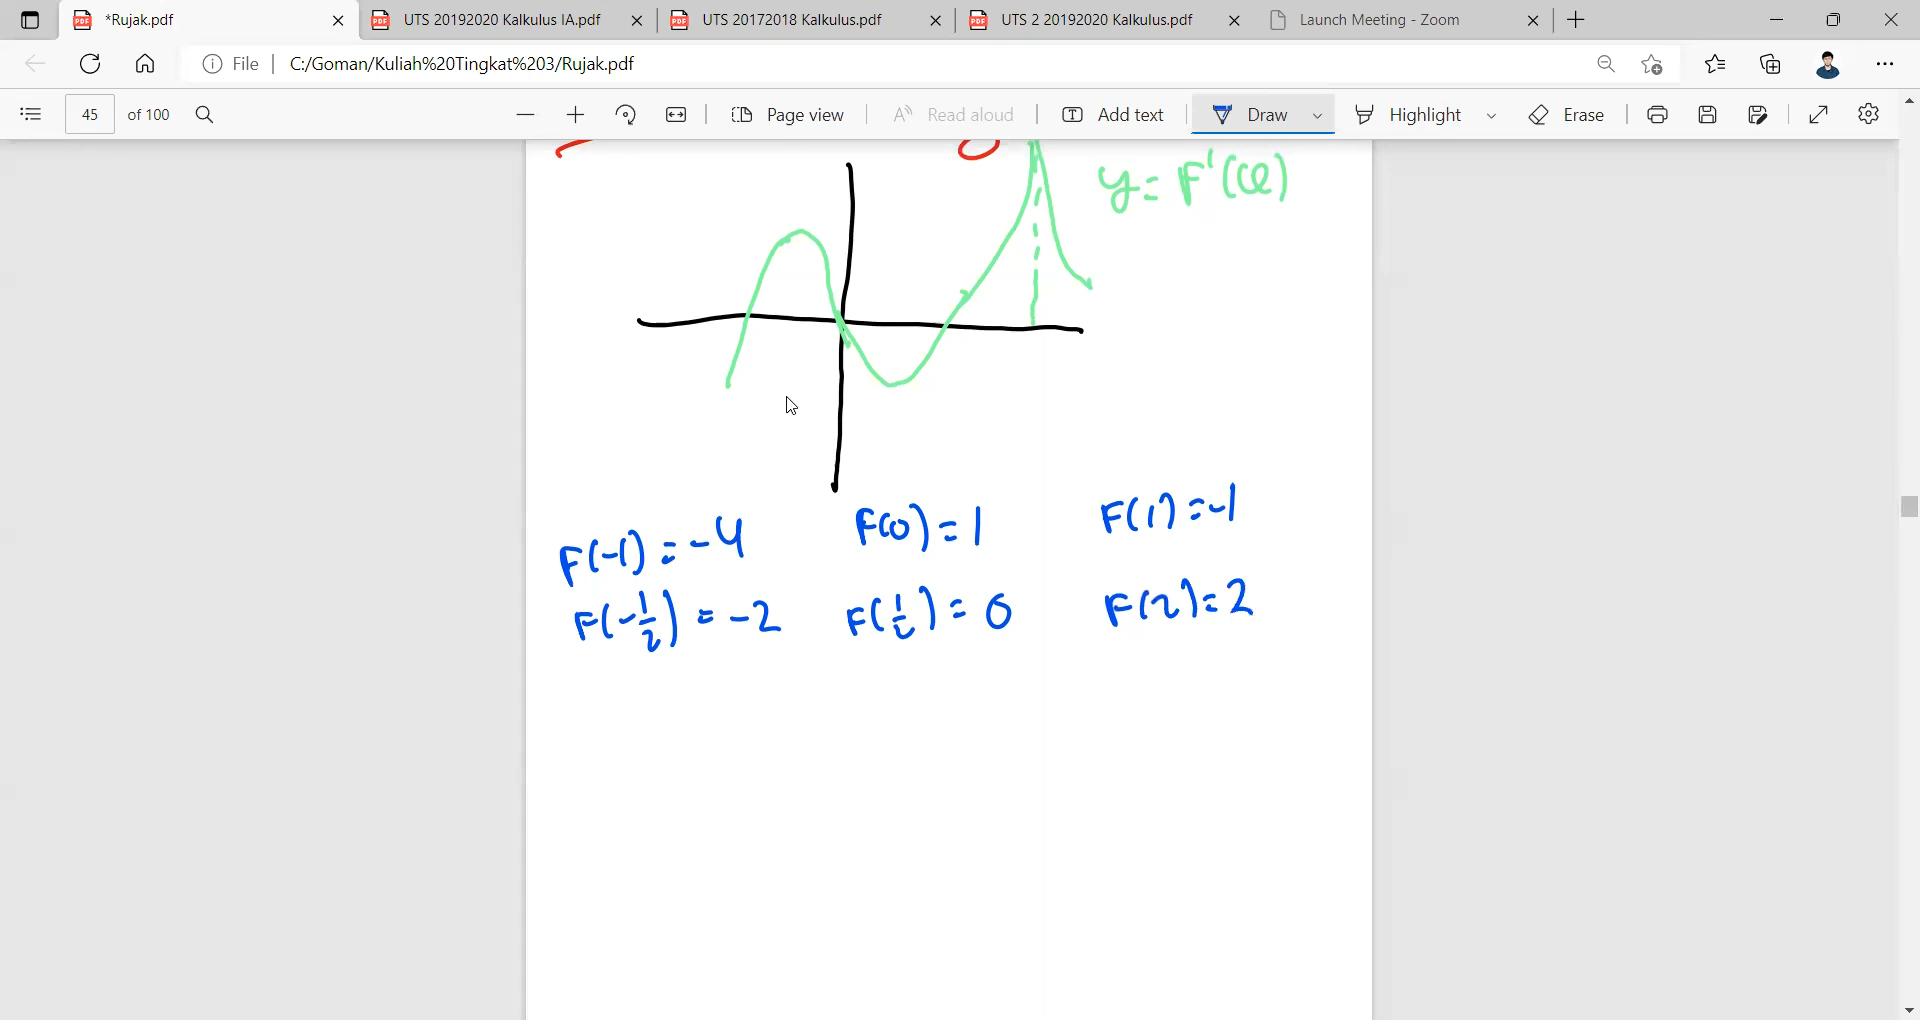 *Rujak.pdf
UTS 20192020 Kalkulus IA.pdf
UTS 20172018 Kalkulus.pdf
UTS 2 20192020 Kalkulus.pdf
Launch Meeting - Zoom
File
C:/Goman/Kuliah%20Tingkat%203/Rujak.pdf
45 of 100
Page view
Read aloud
Add text
Draw
Highlight
Erase
F(-1) = -4
F(0) = 1
F(1) = -1
F(-1/2) = -2
F(1/2) = 0
F(2) = 2